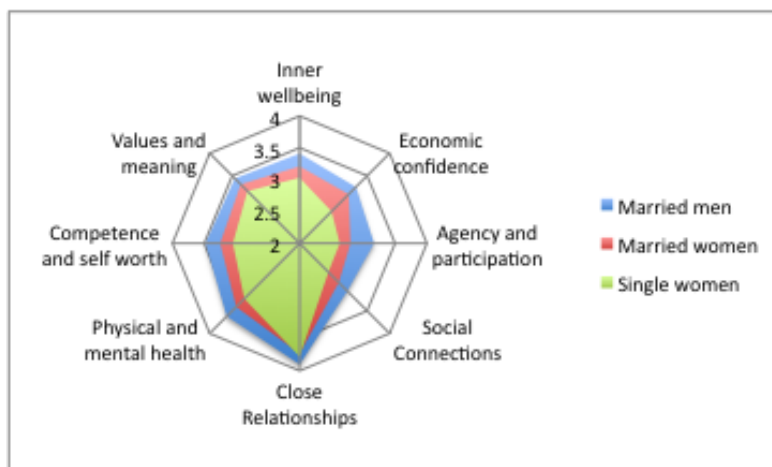 Inner
wellbeing
Economic
confidence
Agency and
participation
Social
Connections
Close
Relationships
Physical and
mental health
Competence
and self worth
Values and
meaning
4
3.5
3
2.5
2
Married men
Married women
Single women